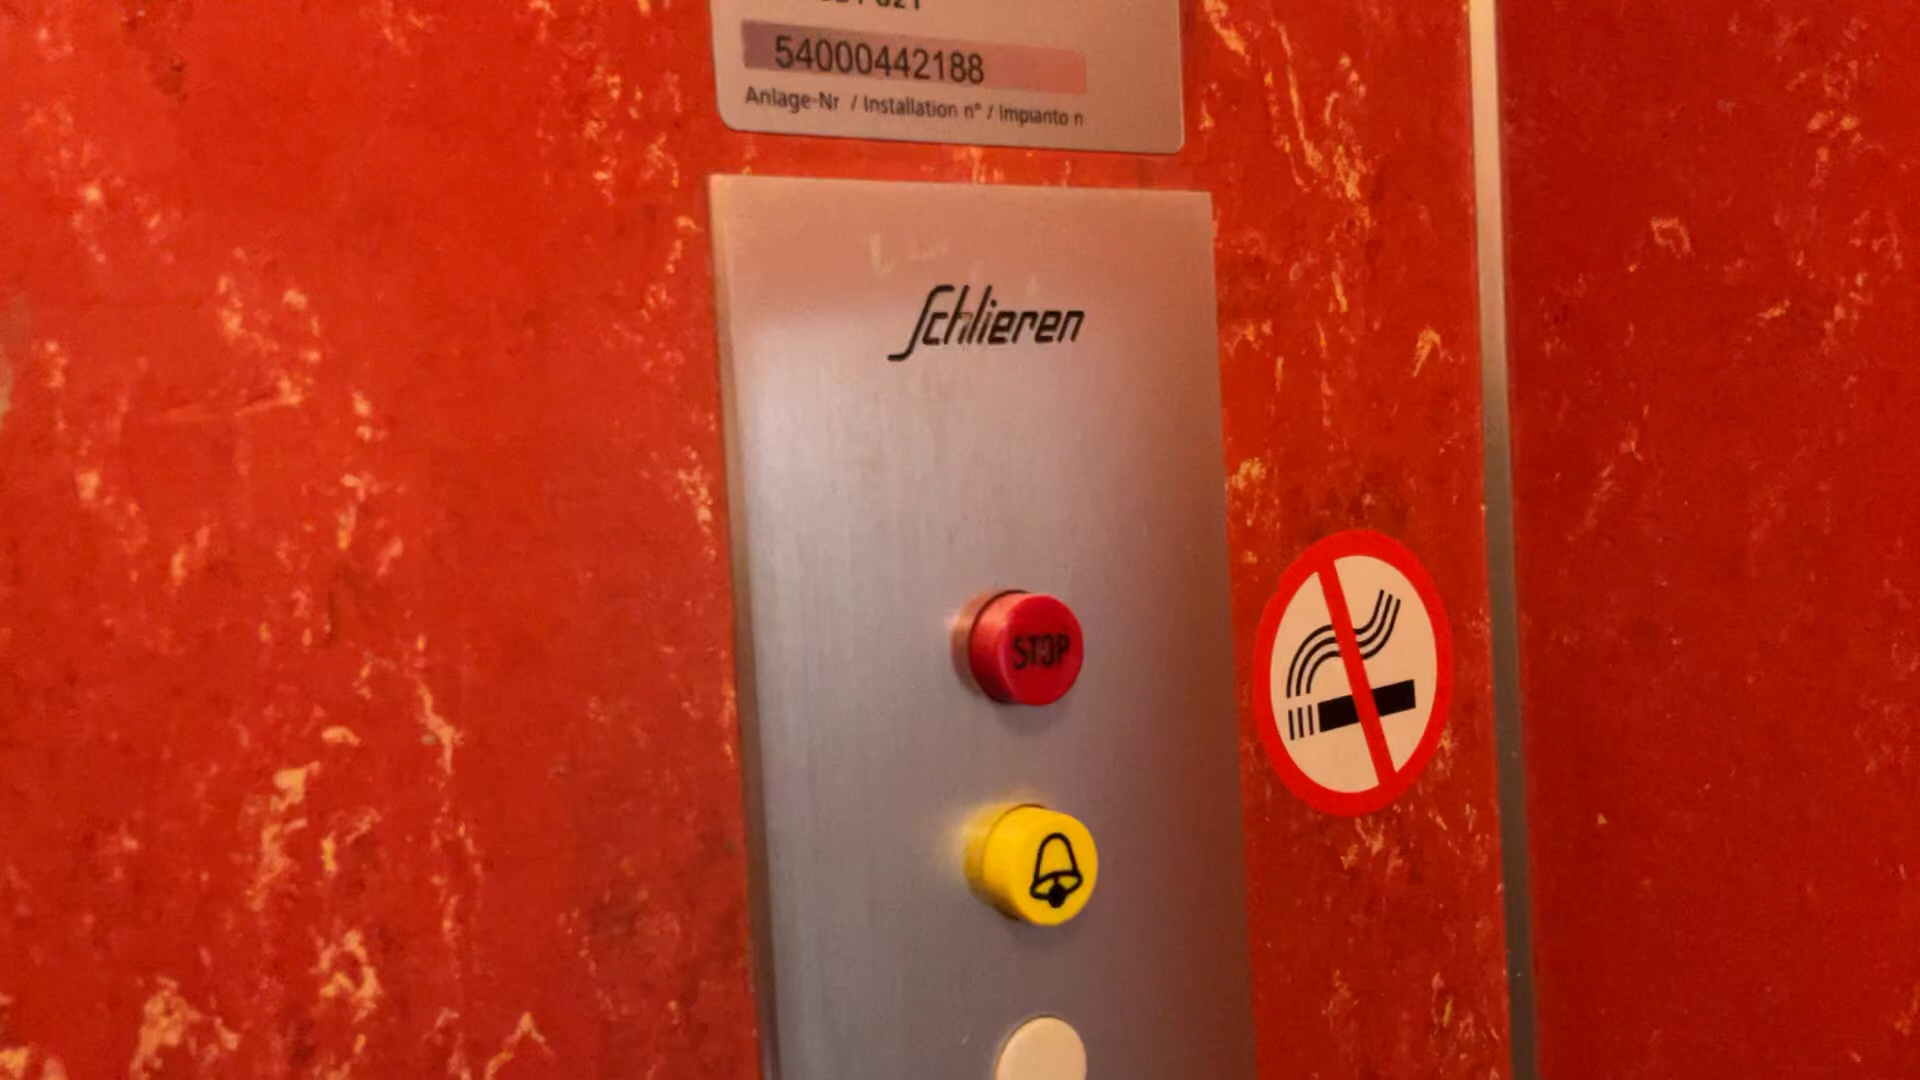 54000442188
Anlage-Nr / Installation n° / Impianto n
Schlieren
STOP